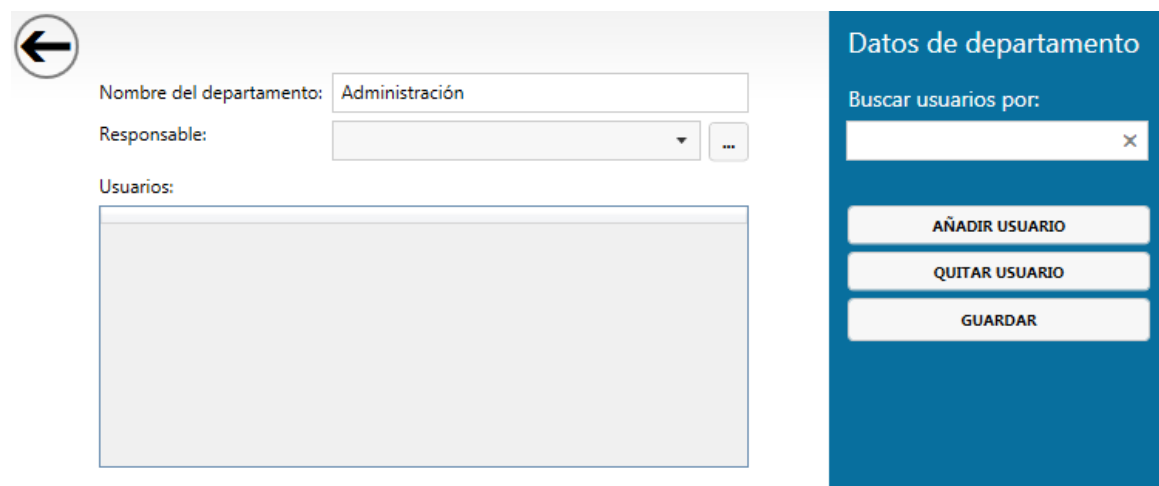 Nombre del departamento: Administración
Responsable:
...
Usuarios:
Datos de departamento
Buscar usuarios por:
AÑADIR USUARIO
QUITAR USUARIO
GUARDAR